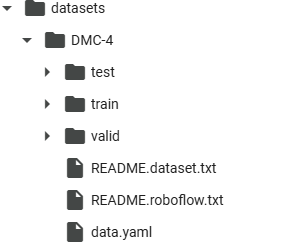 datasets
DMC-4
test
train
valid
README.dataset.txt
README.roboflow.txt
data.yaml